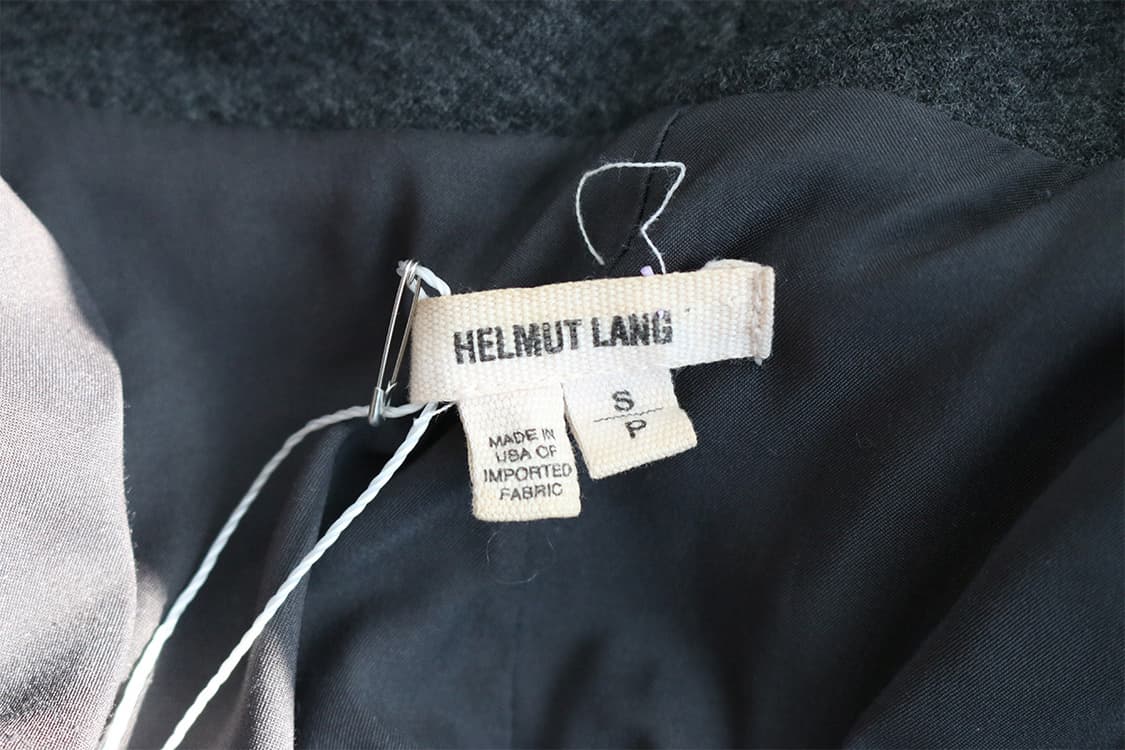 HELMUT LANG
S
P
MADE IN
USA OF
IMPORTED
FABRIC